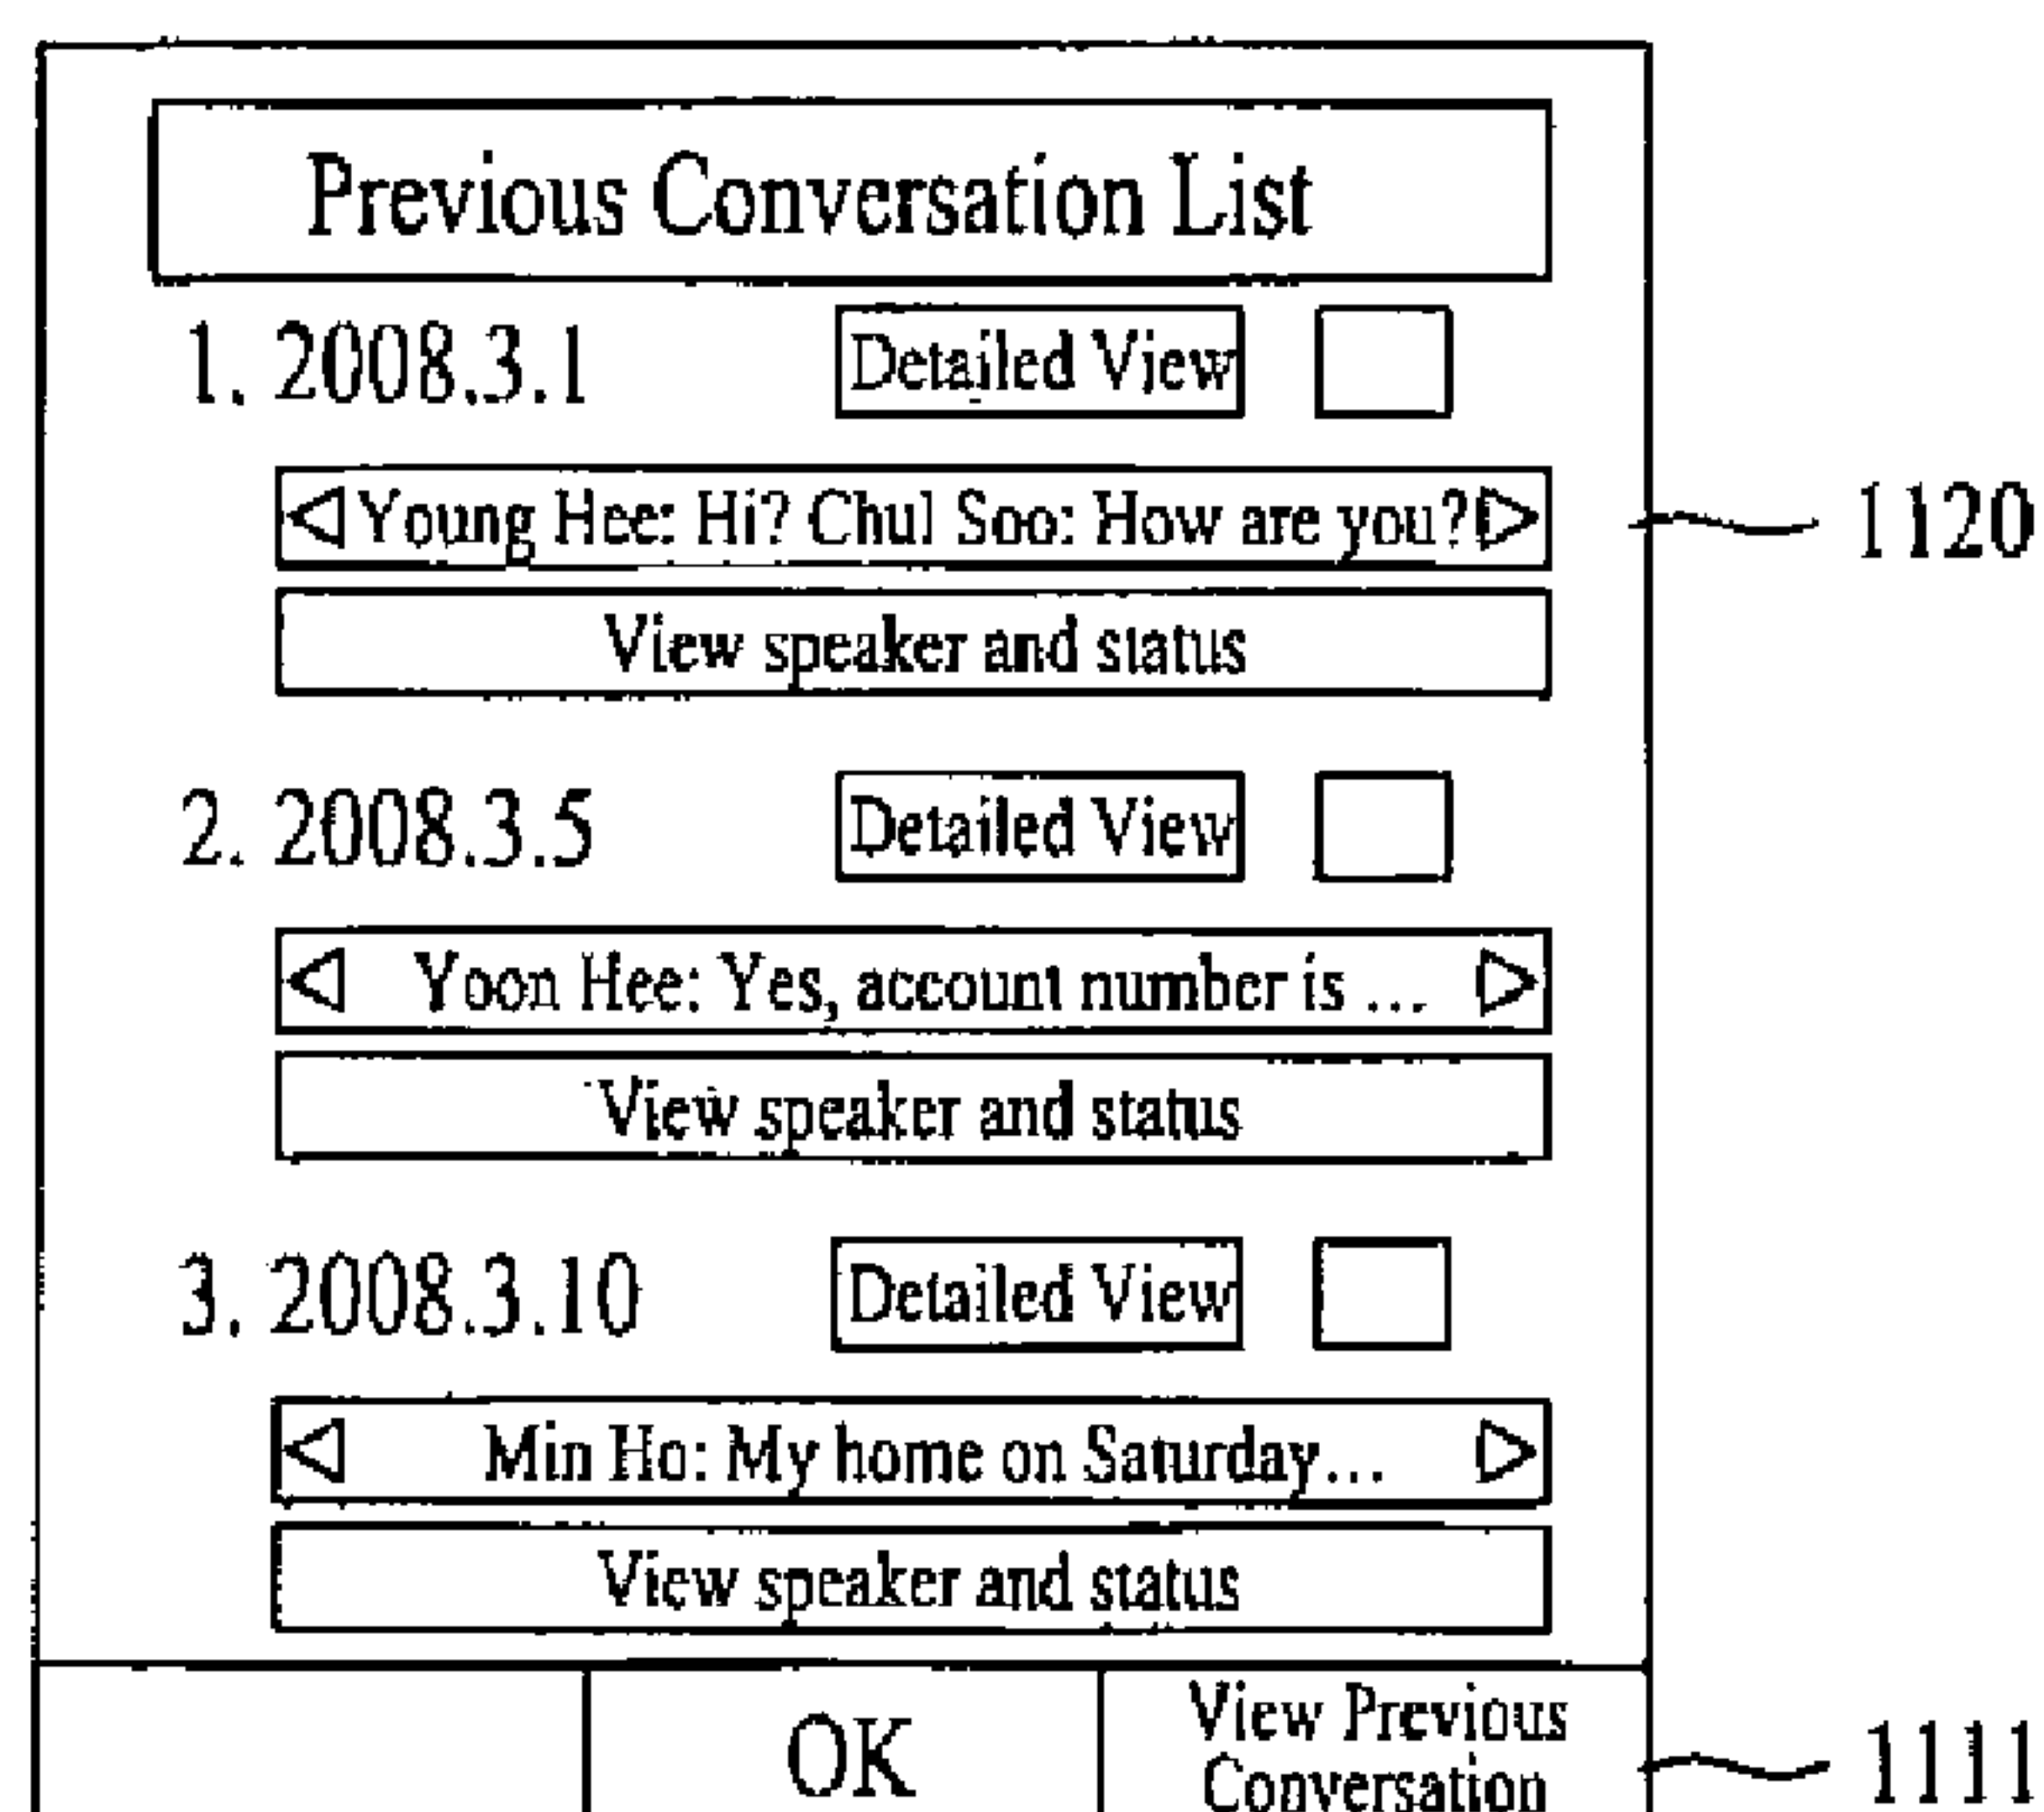 Previous Conversation List
1. 2008.3.1 Detailed View
Young Hee: Hi? Chul Soo: How are you?
1120
View speaker and status
2. 2008.3.5 Detailed View
Yoon Hee: Yes, account number is ...
View speaker and status
3. 2008.3.10 Detailed View
Min Ho: My home on Saturday...
View speaker and status
OK
View Previous
Conversation
1111